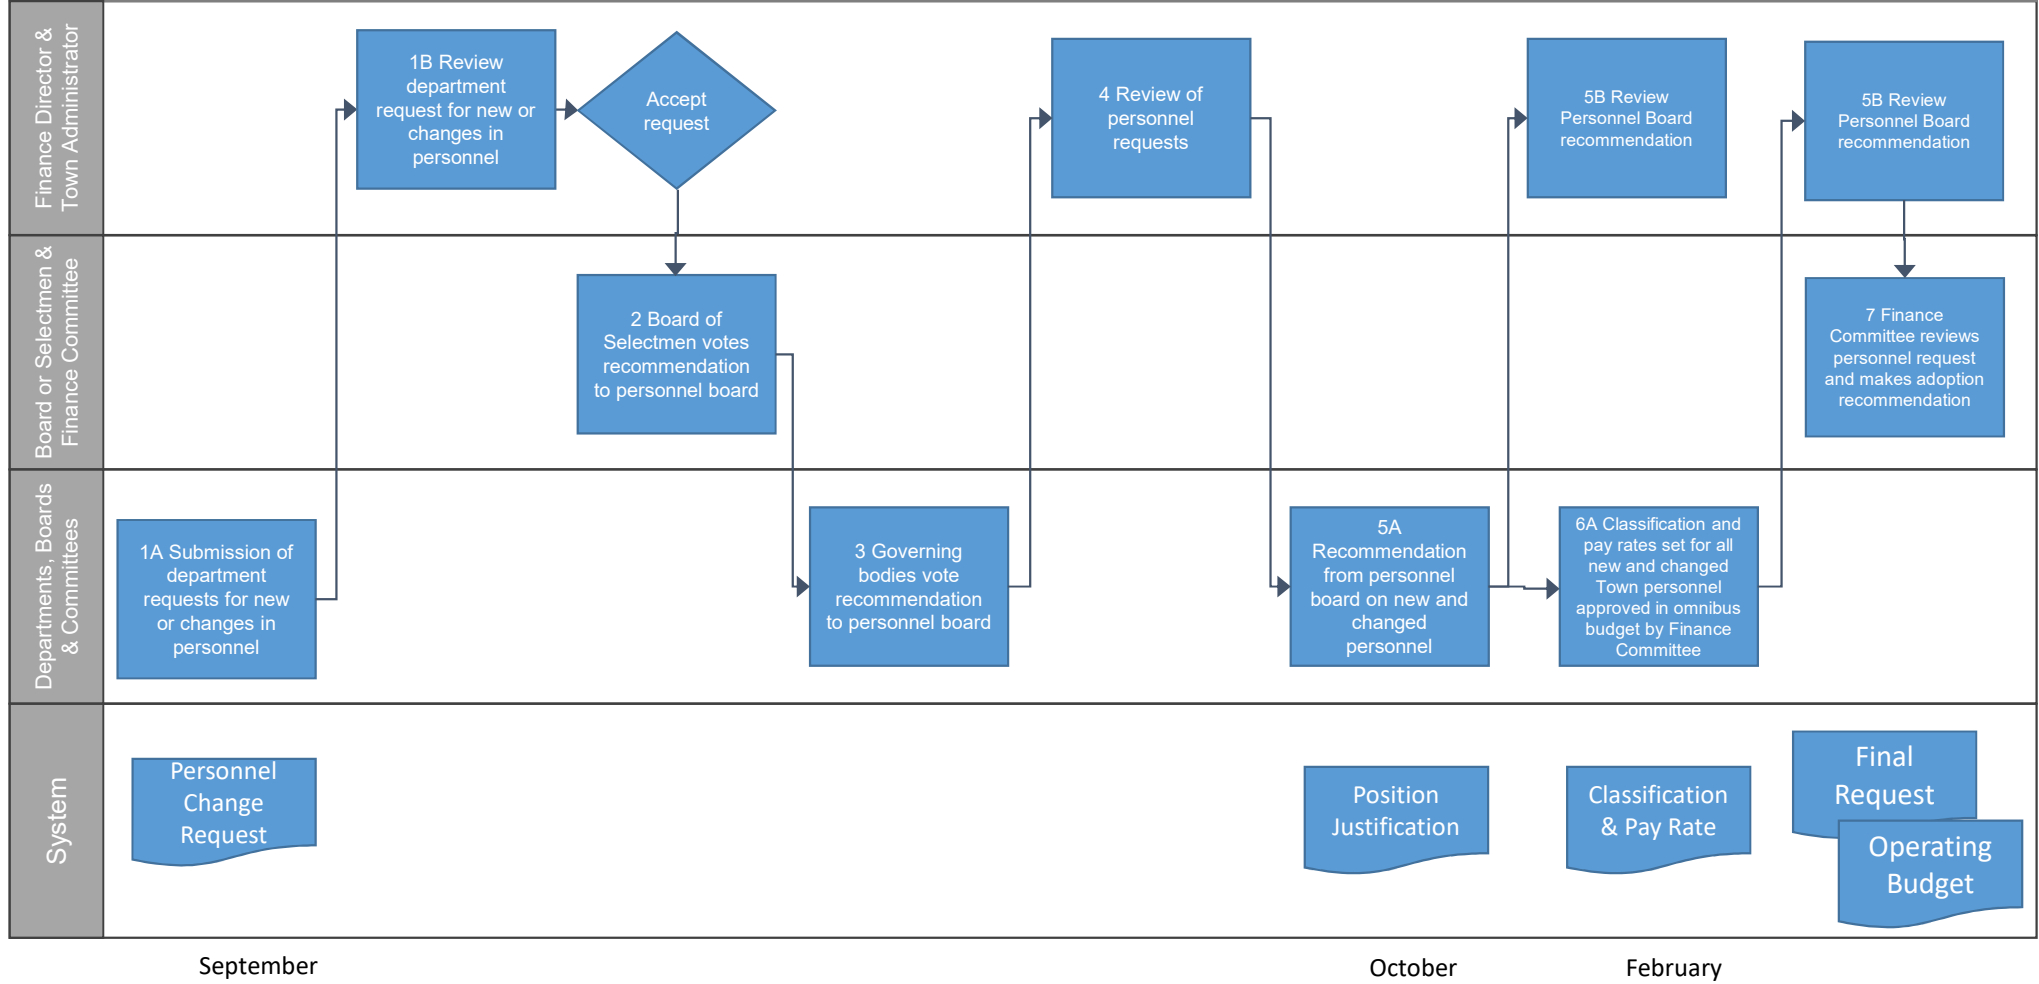 Finance Director &
Town Administrator
1B Review
department
request for new or
changes in
personnel
Accept
request
4 Review of
personnel
requests
5B Review
Personnel Board
recommendation
5B Review
Personnel Board
recommendation
Board or Selectmen &
Finance Committee
2 Board of
Selectmen votes
recommendation
to personnel board
7 Finance
Committee reviews
personnel request
and makes adoption
recommendation
Departments, Boards
& Committees
1A Submission of
department
requests for new
or changes in
personnel
3 Governing
bodies vote
recommendation
to personnel board
5A
Recommendation
from personnel
board on new and
changed
personnel
6A Classification and
pay rates set for all
new and changed
Town personnel
approved in omnibus
budget by Finance
Committee
System
Personnel
Change
Request
Position
Justification
Classification
& Pay Rate
Final
Request
Operating
Budget
September
October
February